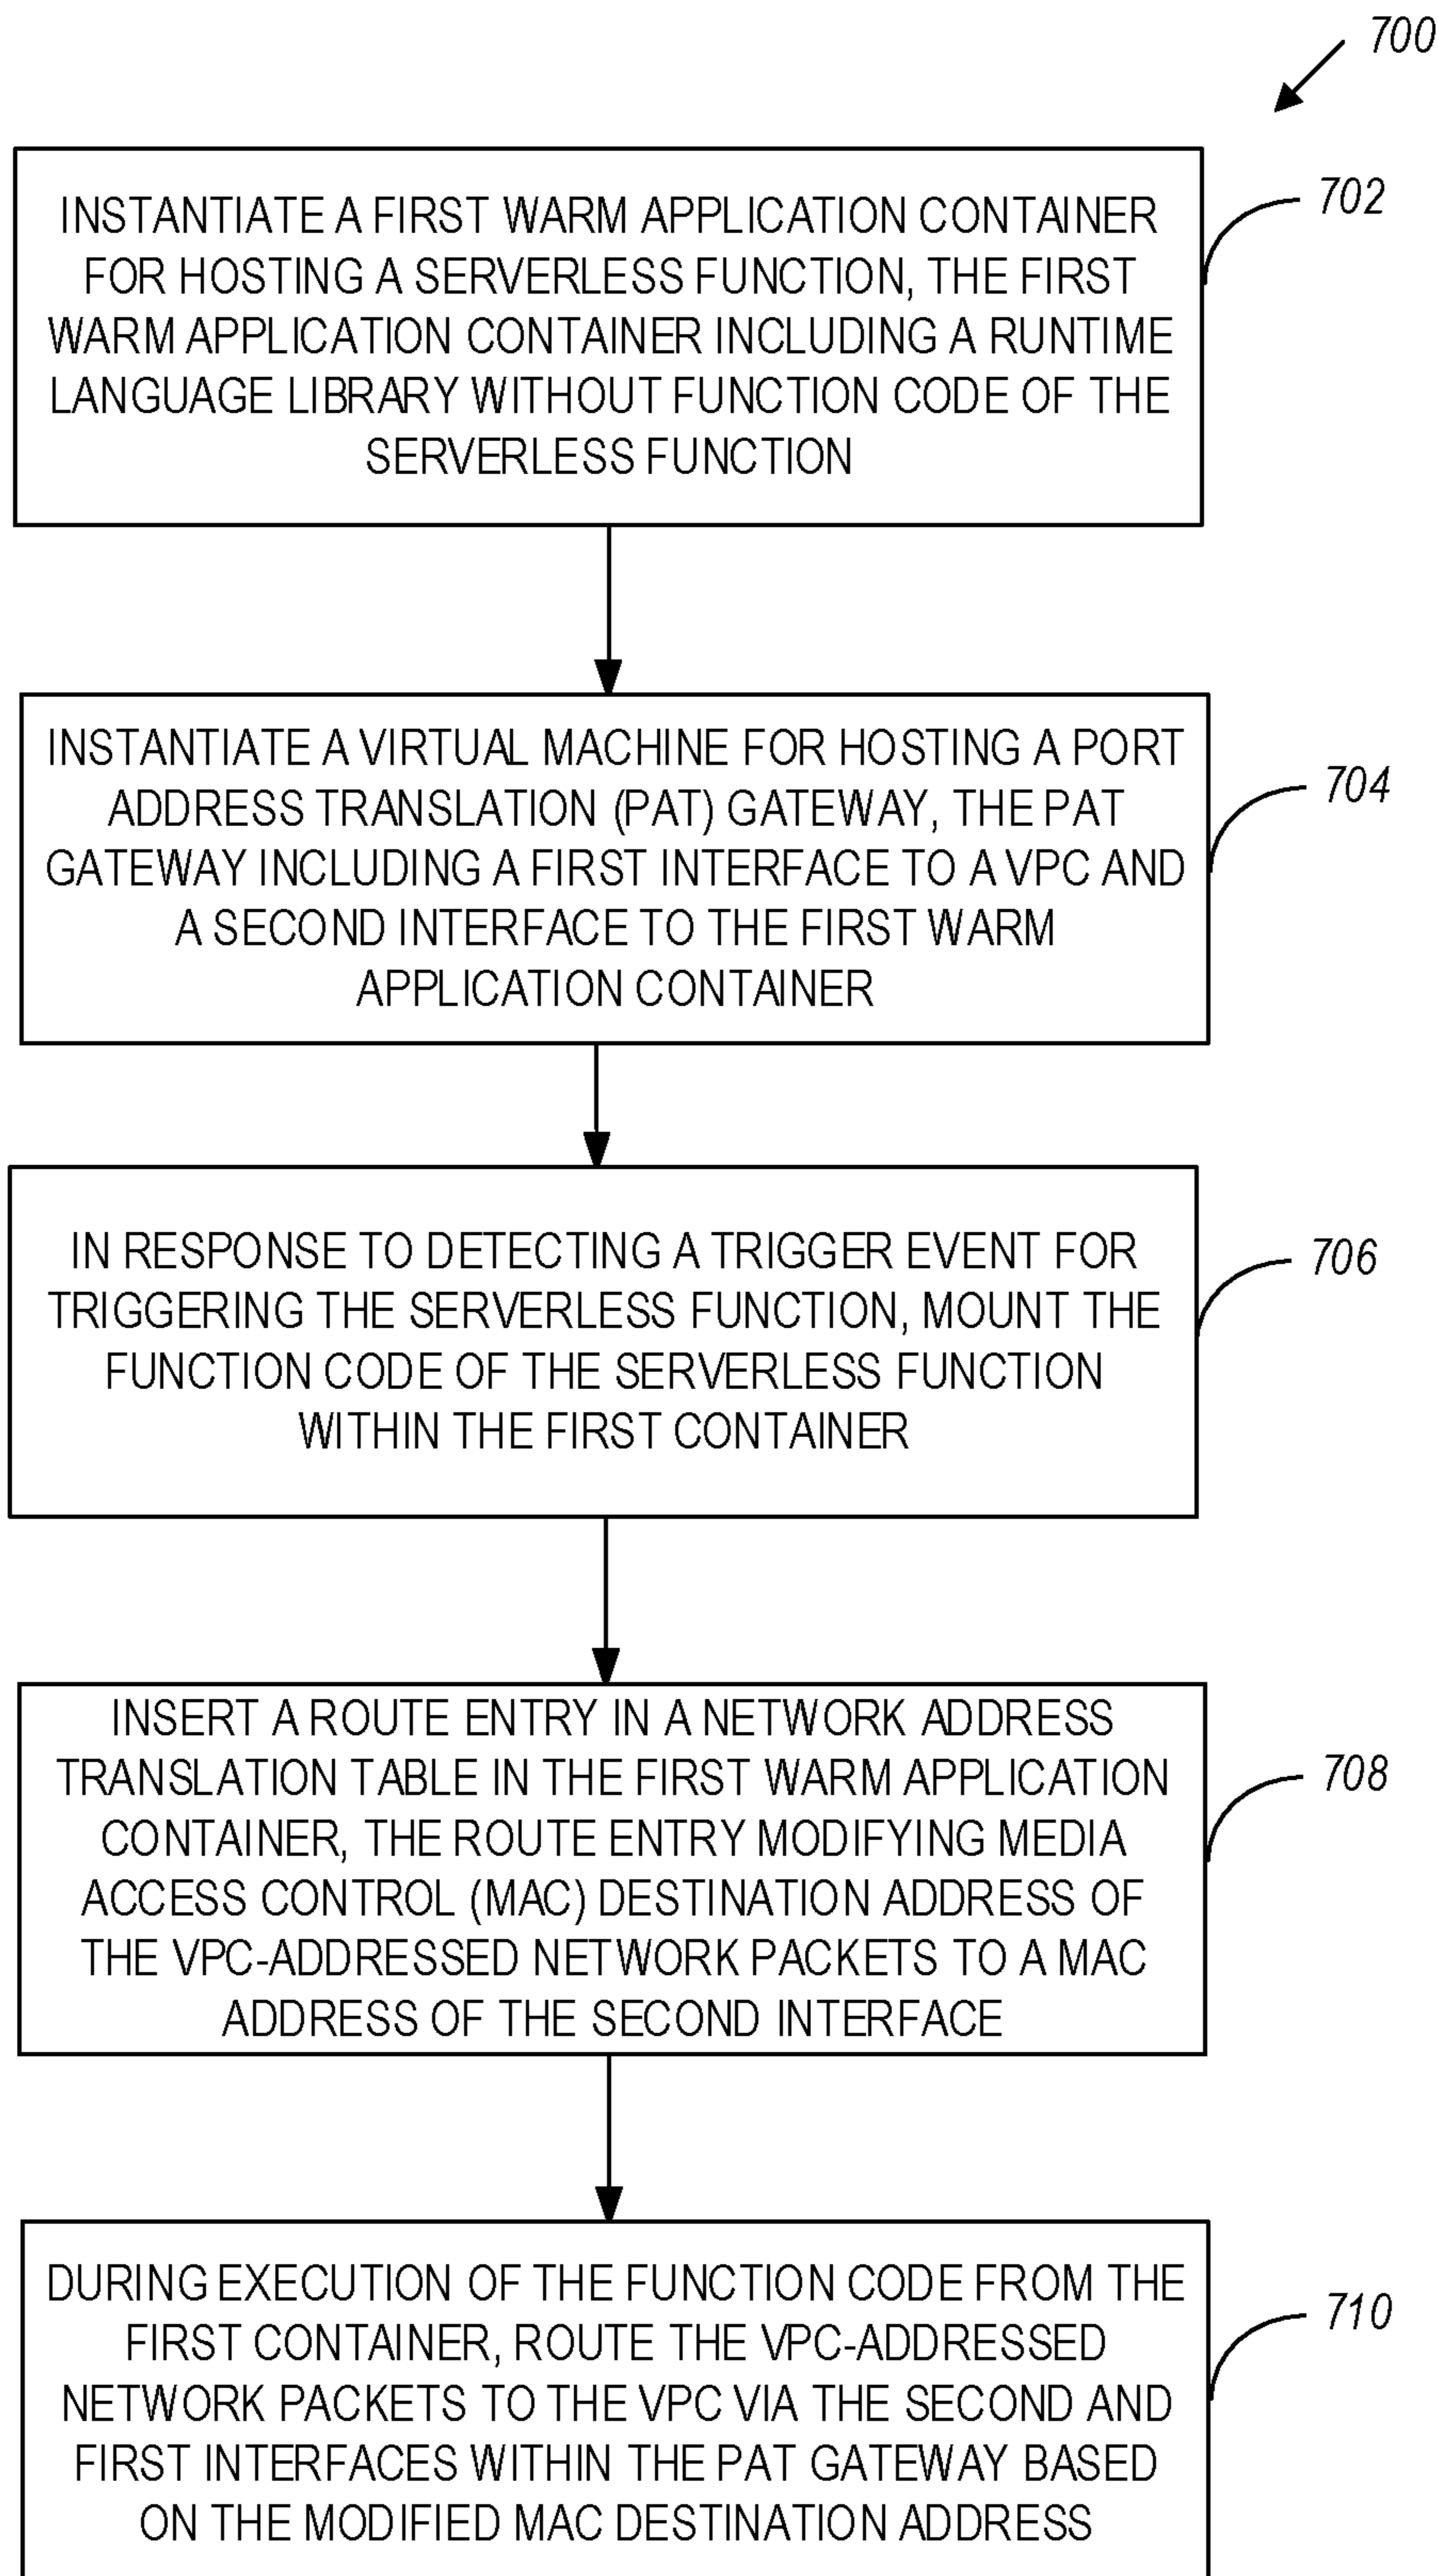 700
INSTANTIATE A FIRST WARM APPLICATION CONTAINER
FOR HOSTING A SERVERLESS FUNCTION, THE FIRST
WARM APPLICATION CONTAINER INCLUDING A RUNTIME
LANGUAGE LIBRARY WITHOUT FUNCTION CODE OF THE
SERVERLESS FUNCTION
702
INSTANTIATE A VIRTUAL MACHINE FOR HOSTING A PORT
ADDRESS TRANSLATION (PAT) GATEWAY, THE PAT
GATEWAY INCLUDING A FIRST INTERFACE TO A VPC AND
A SECOND INTERFACE TO THE FIRST WARM
APPLICATION CONTAINER
704
IN RESPONSE TO DETECTING A TRIGGER EVENT FOR
TRIGGERING THE SERVERLESS FUNCTION, MOUNT THE
FUNCTION CODE OF THE SERVERLESS FUNCTION
WITHIN THE FIRST CONTAINER
706
INSERT A ROUTE ENTRY IN A NETWORK ADDRESS
TRANSLATION TABLE IN THE FIRST WARM APPLICATION
CONTAINER, THE ROUTE ENTRY MODIFYING MEDIA
ACCESS CONTROL (MAC) DESTINATION ADDRESS OF
THE VPC-ADDRESSED NETWORK PACKETS TO A MAC
ADDRESS OF THE SECOND INTERFACE
708
DURING EXECUTION OF THE FUNCTION CODE FROM THE
FIRST CONTAINER, ROUTE THE VPC-ADDRESSED
NETWORK PACKETS TO THE VPC VIA THE SECOND AND
FIRST INTERFACES WITHIN THE PAT GATEWAY BASED
ON THE MODIFIED MAC DESTINATION ADDRESS
710